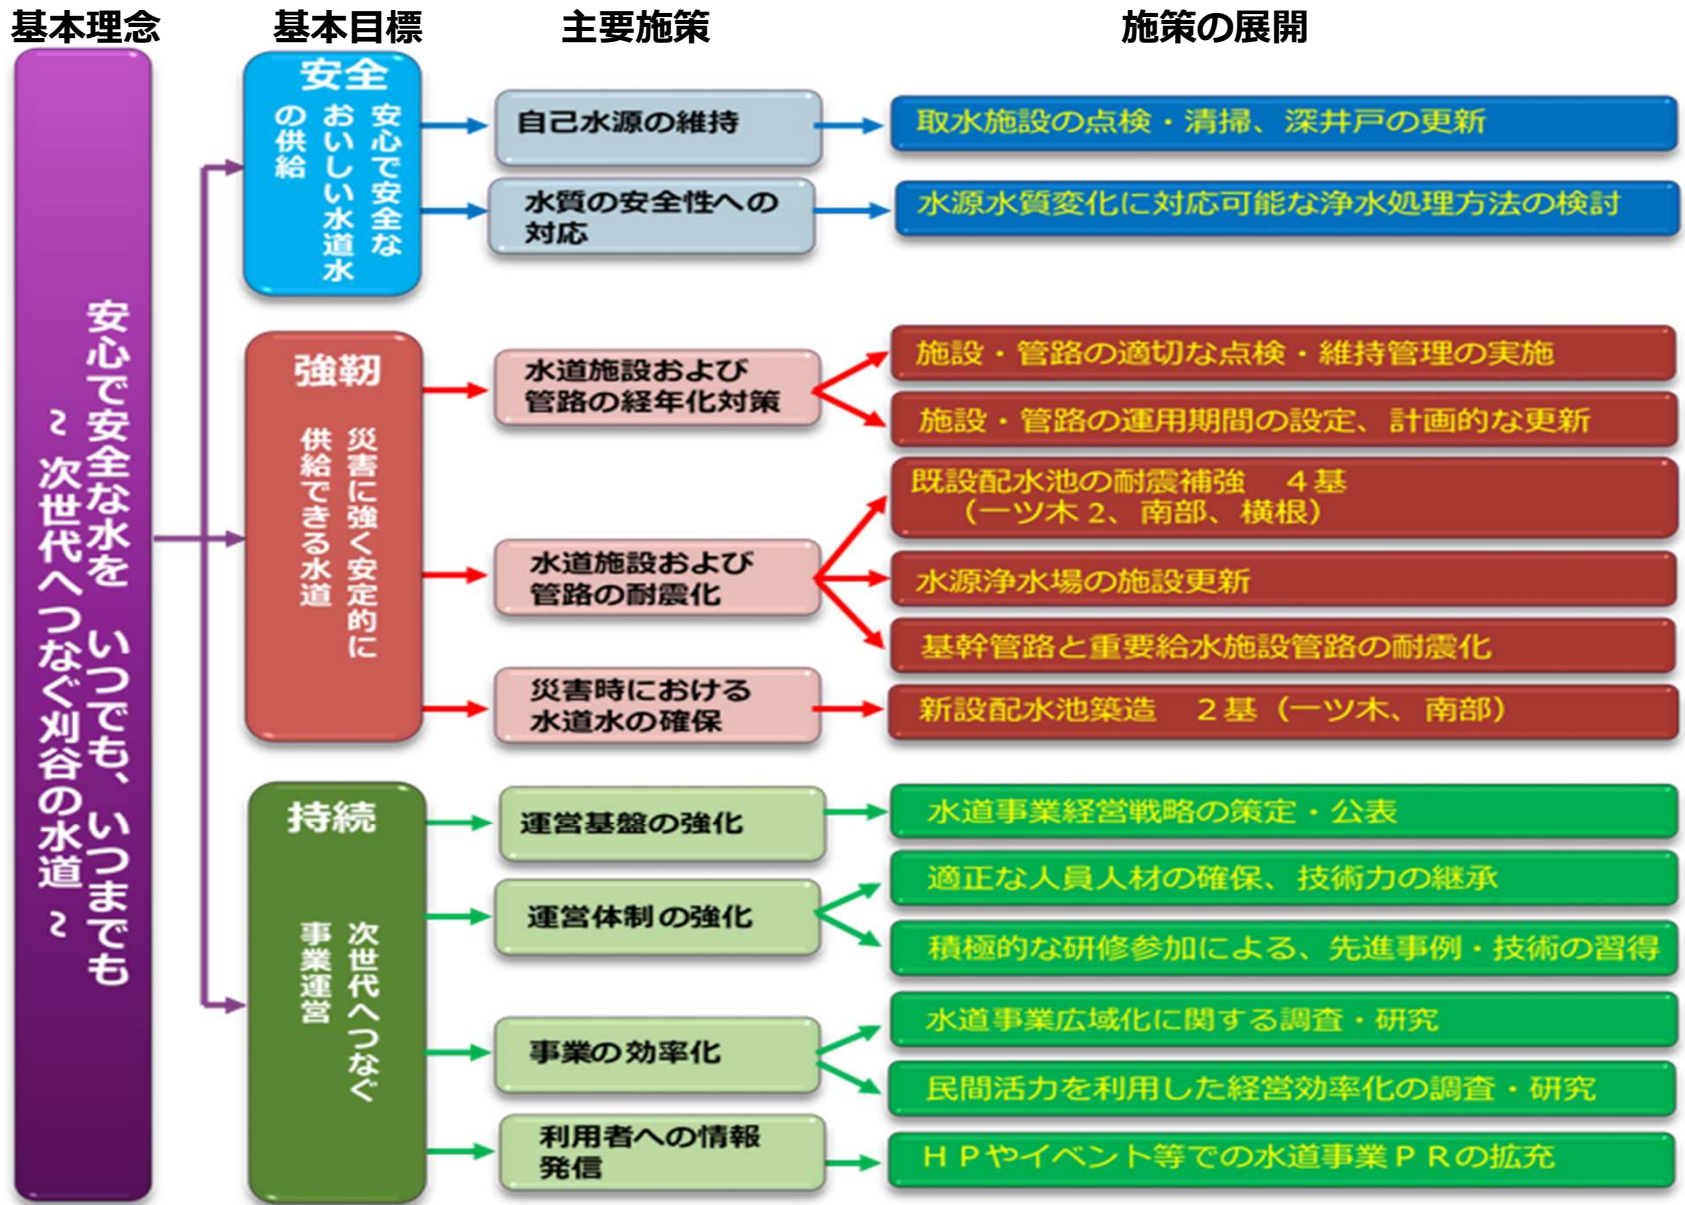 基本理念
基本目標
主要施策
施策の展開
安心で安全な水を　いつでも、いつまでも
～次世代へつなぐ刈谷の水道～
安全
安心で安全な
おいしい水道水
の供給
自己水源の維持
取水施設の点検・清掃、深井戸の更新
水質の安全性への
対応
水源水質変化に対応可能な浄水処理方法の検討
強靭
災害に強く安定的に
供給できる水道
水道施設および
管路の経年化対策
施設・管路の適切な点検・維持管理の実施
施設・管路の運用期間の設定、計画的な更新
水道施設および
管路の耐震化
既設配水池の耐震補強　４基
（一ツ木２、南部、横根）
水源浄水場の施設更新
基幹管路と重要給水施設管路の耐震化
災害時における
水道水の確保
新設配水池築造　２基（一ツ木、南部）
持続
次世代へつなぐ
事業運営
運営基盤の強化
水道事業経営戦略の策定・公表
運営体制の強化
適正な人員人材の確保、技術力の継承
積極的な研修参加による、先進事例・技術の習得
事業の効率化
水道事業広域化に関する調査・研究
民間活力を利用した経営効率化の調査・研究
利用者への情報
発信
ＨＰやイベント等での水道事業ＰＲの拡充